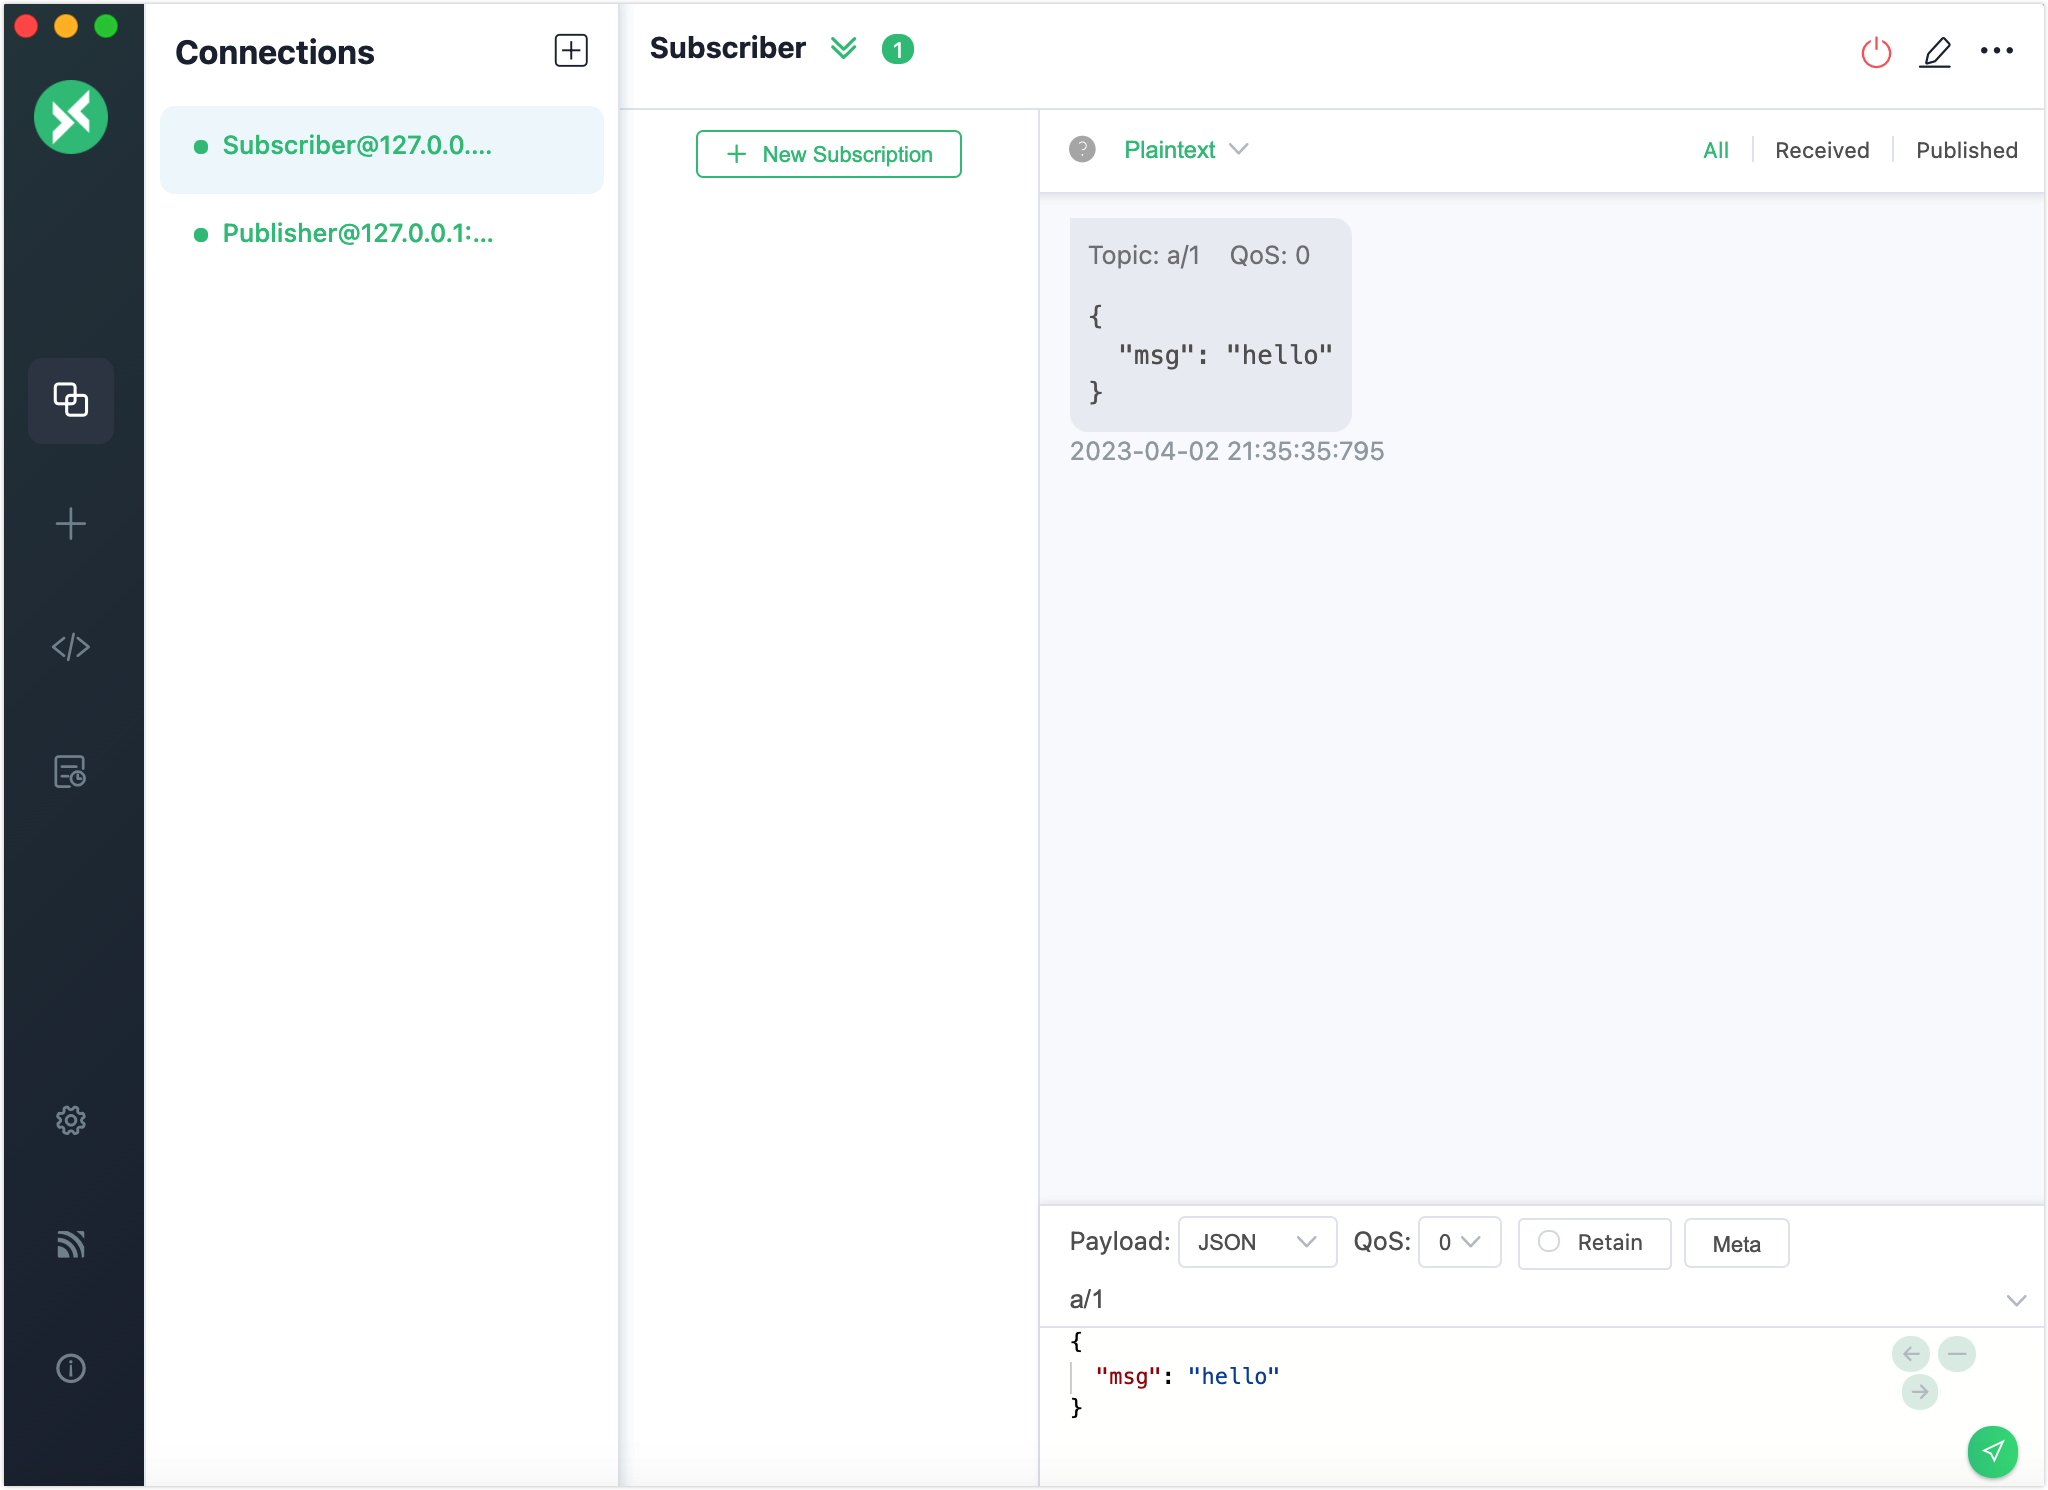 Connections
Subscriber@127.0.0....
Publisher@127.0.0.1:...
Subscriber 1
New Subscription
? Plaintext
All Received Published
Topic: a/1 QoS: 0
{
"msg": "hello"
}
2023-04-02 21:35:35:795
Payload: JSON QoS: 0 Retain Meta
a/1
{
"msg": "hello"
}